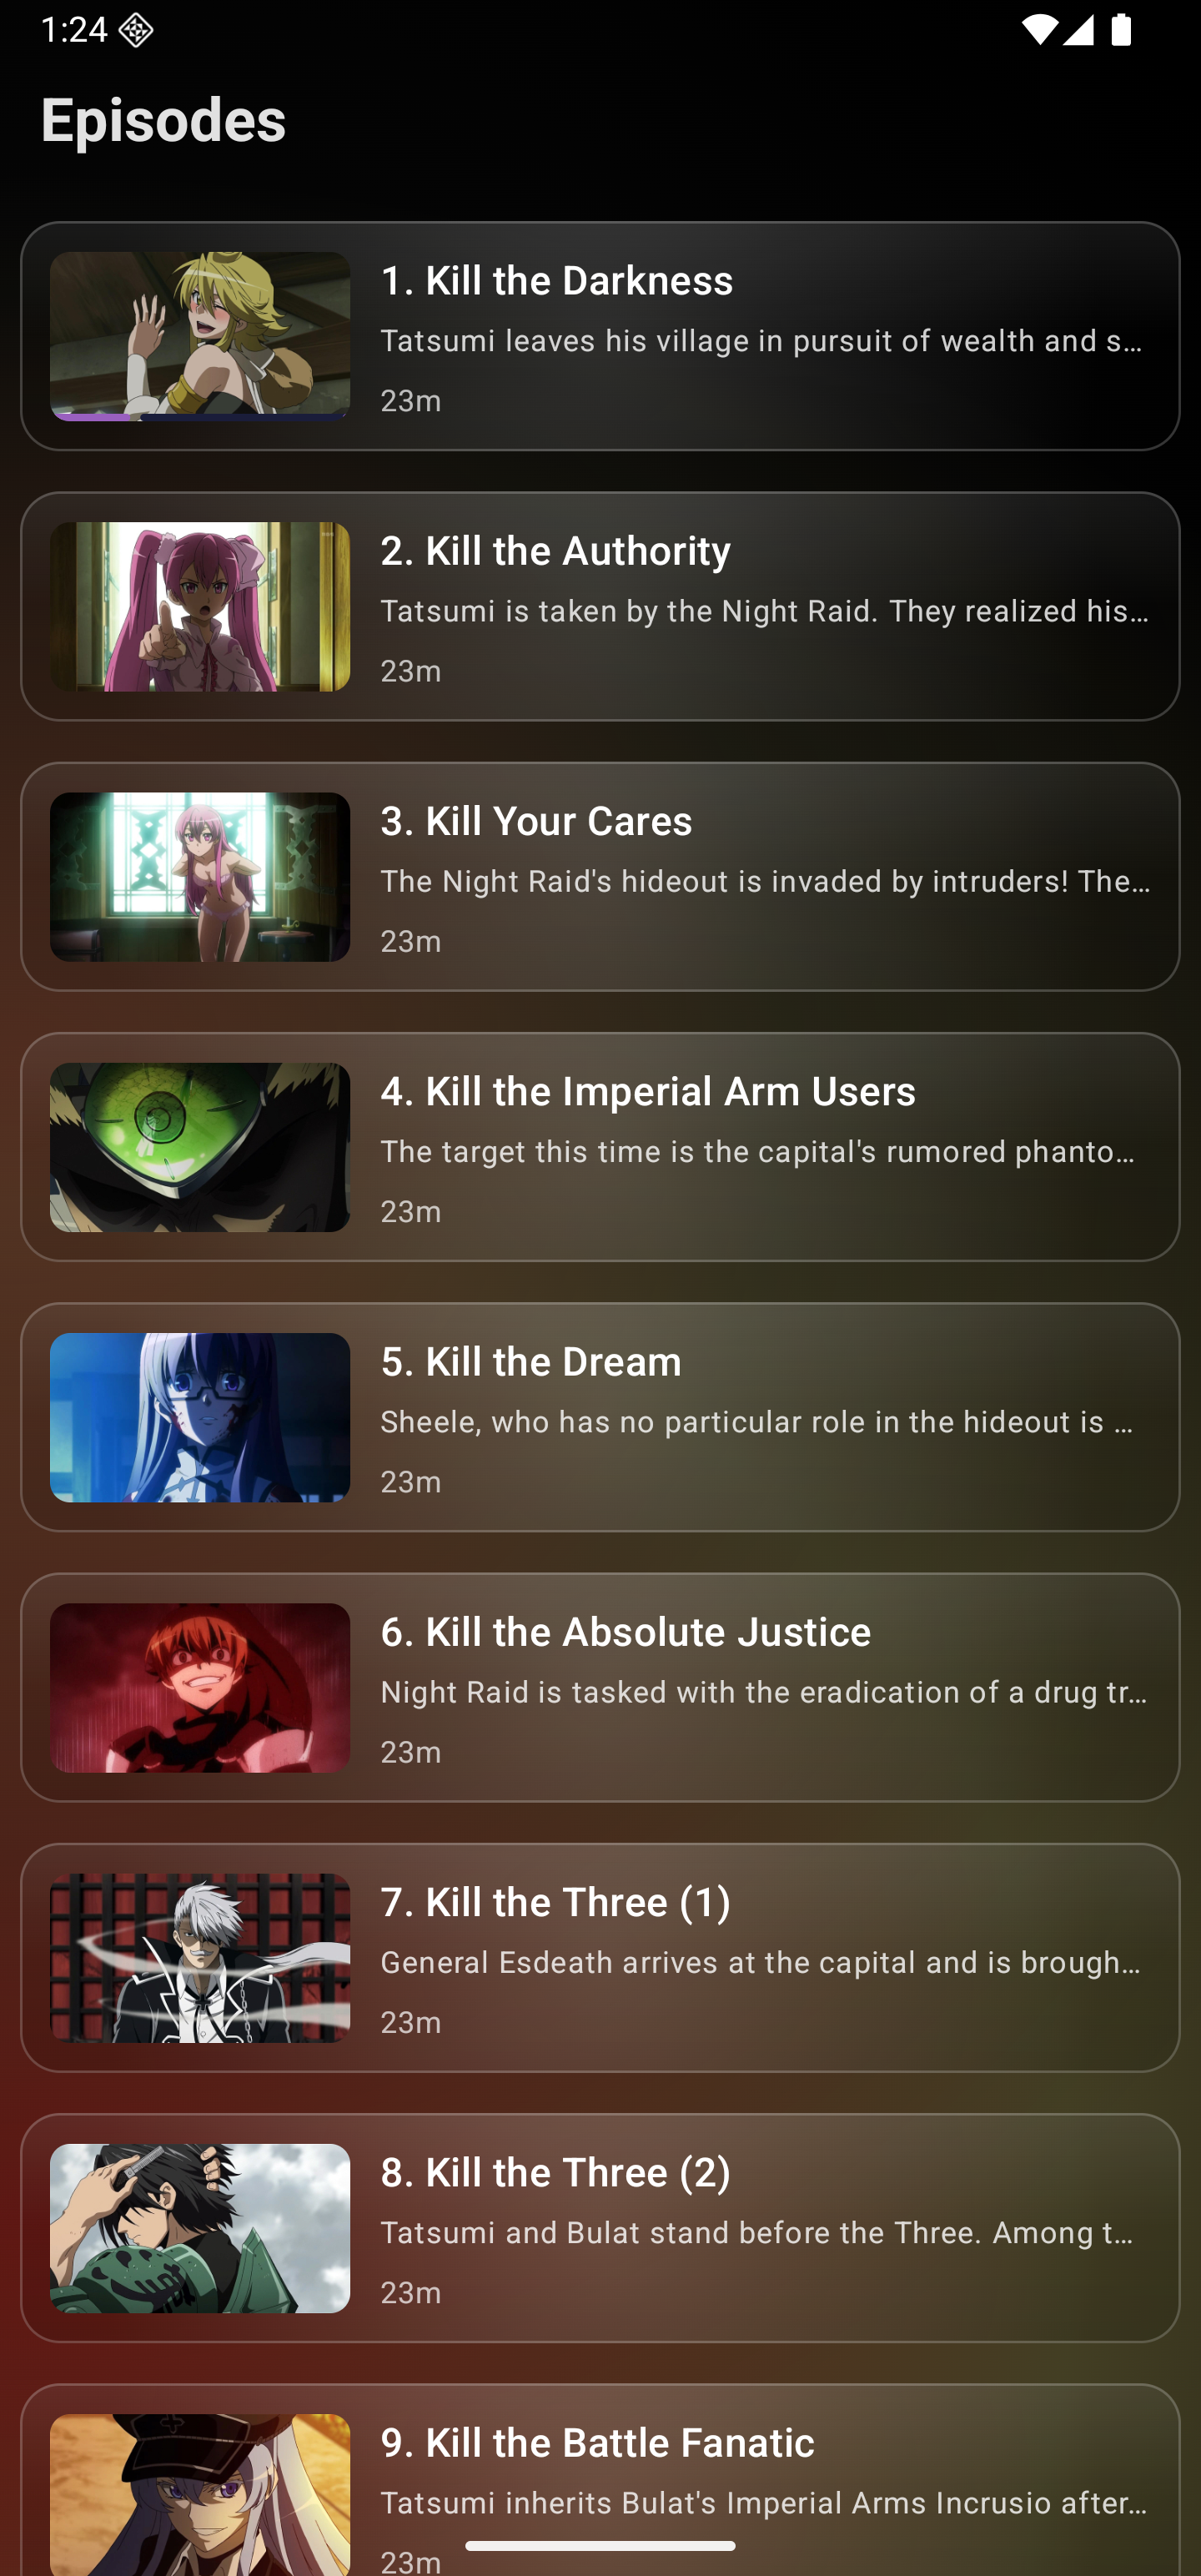 1:24
Episodes
1. Kill the Darkness
Tatsumi leaves his village in pursuit of wealth and s…
23m
2. Kill the Authority
Tatsumi is taken by the Night Raid. They realized his…
23m
3. Kill Your Cares
The Night Raid's hideout is invaded by intruders! The…
23m
4. Kill the Imperial Arm Users
The target this time is the capital's rumored phanto…
23m
5. Kill the Dream
Sheele, who has no particular role in the hideout is …
23m
6. Kill the Absolute Justice
Night Raid is tasked with the eradication of a drug tr…
23m
7. Kill the Three (1)
General Esdeath arrives at the capital and is brough…
23m
8. Kill the Three (2)
Tatsumi and Bulat stand before the Three. Among t…
23m
9. Kill the Battle Fanatic
Tatsumi inherits Bulat's Imperial Arms Incrusio after…
23m